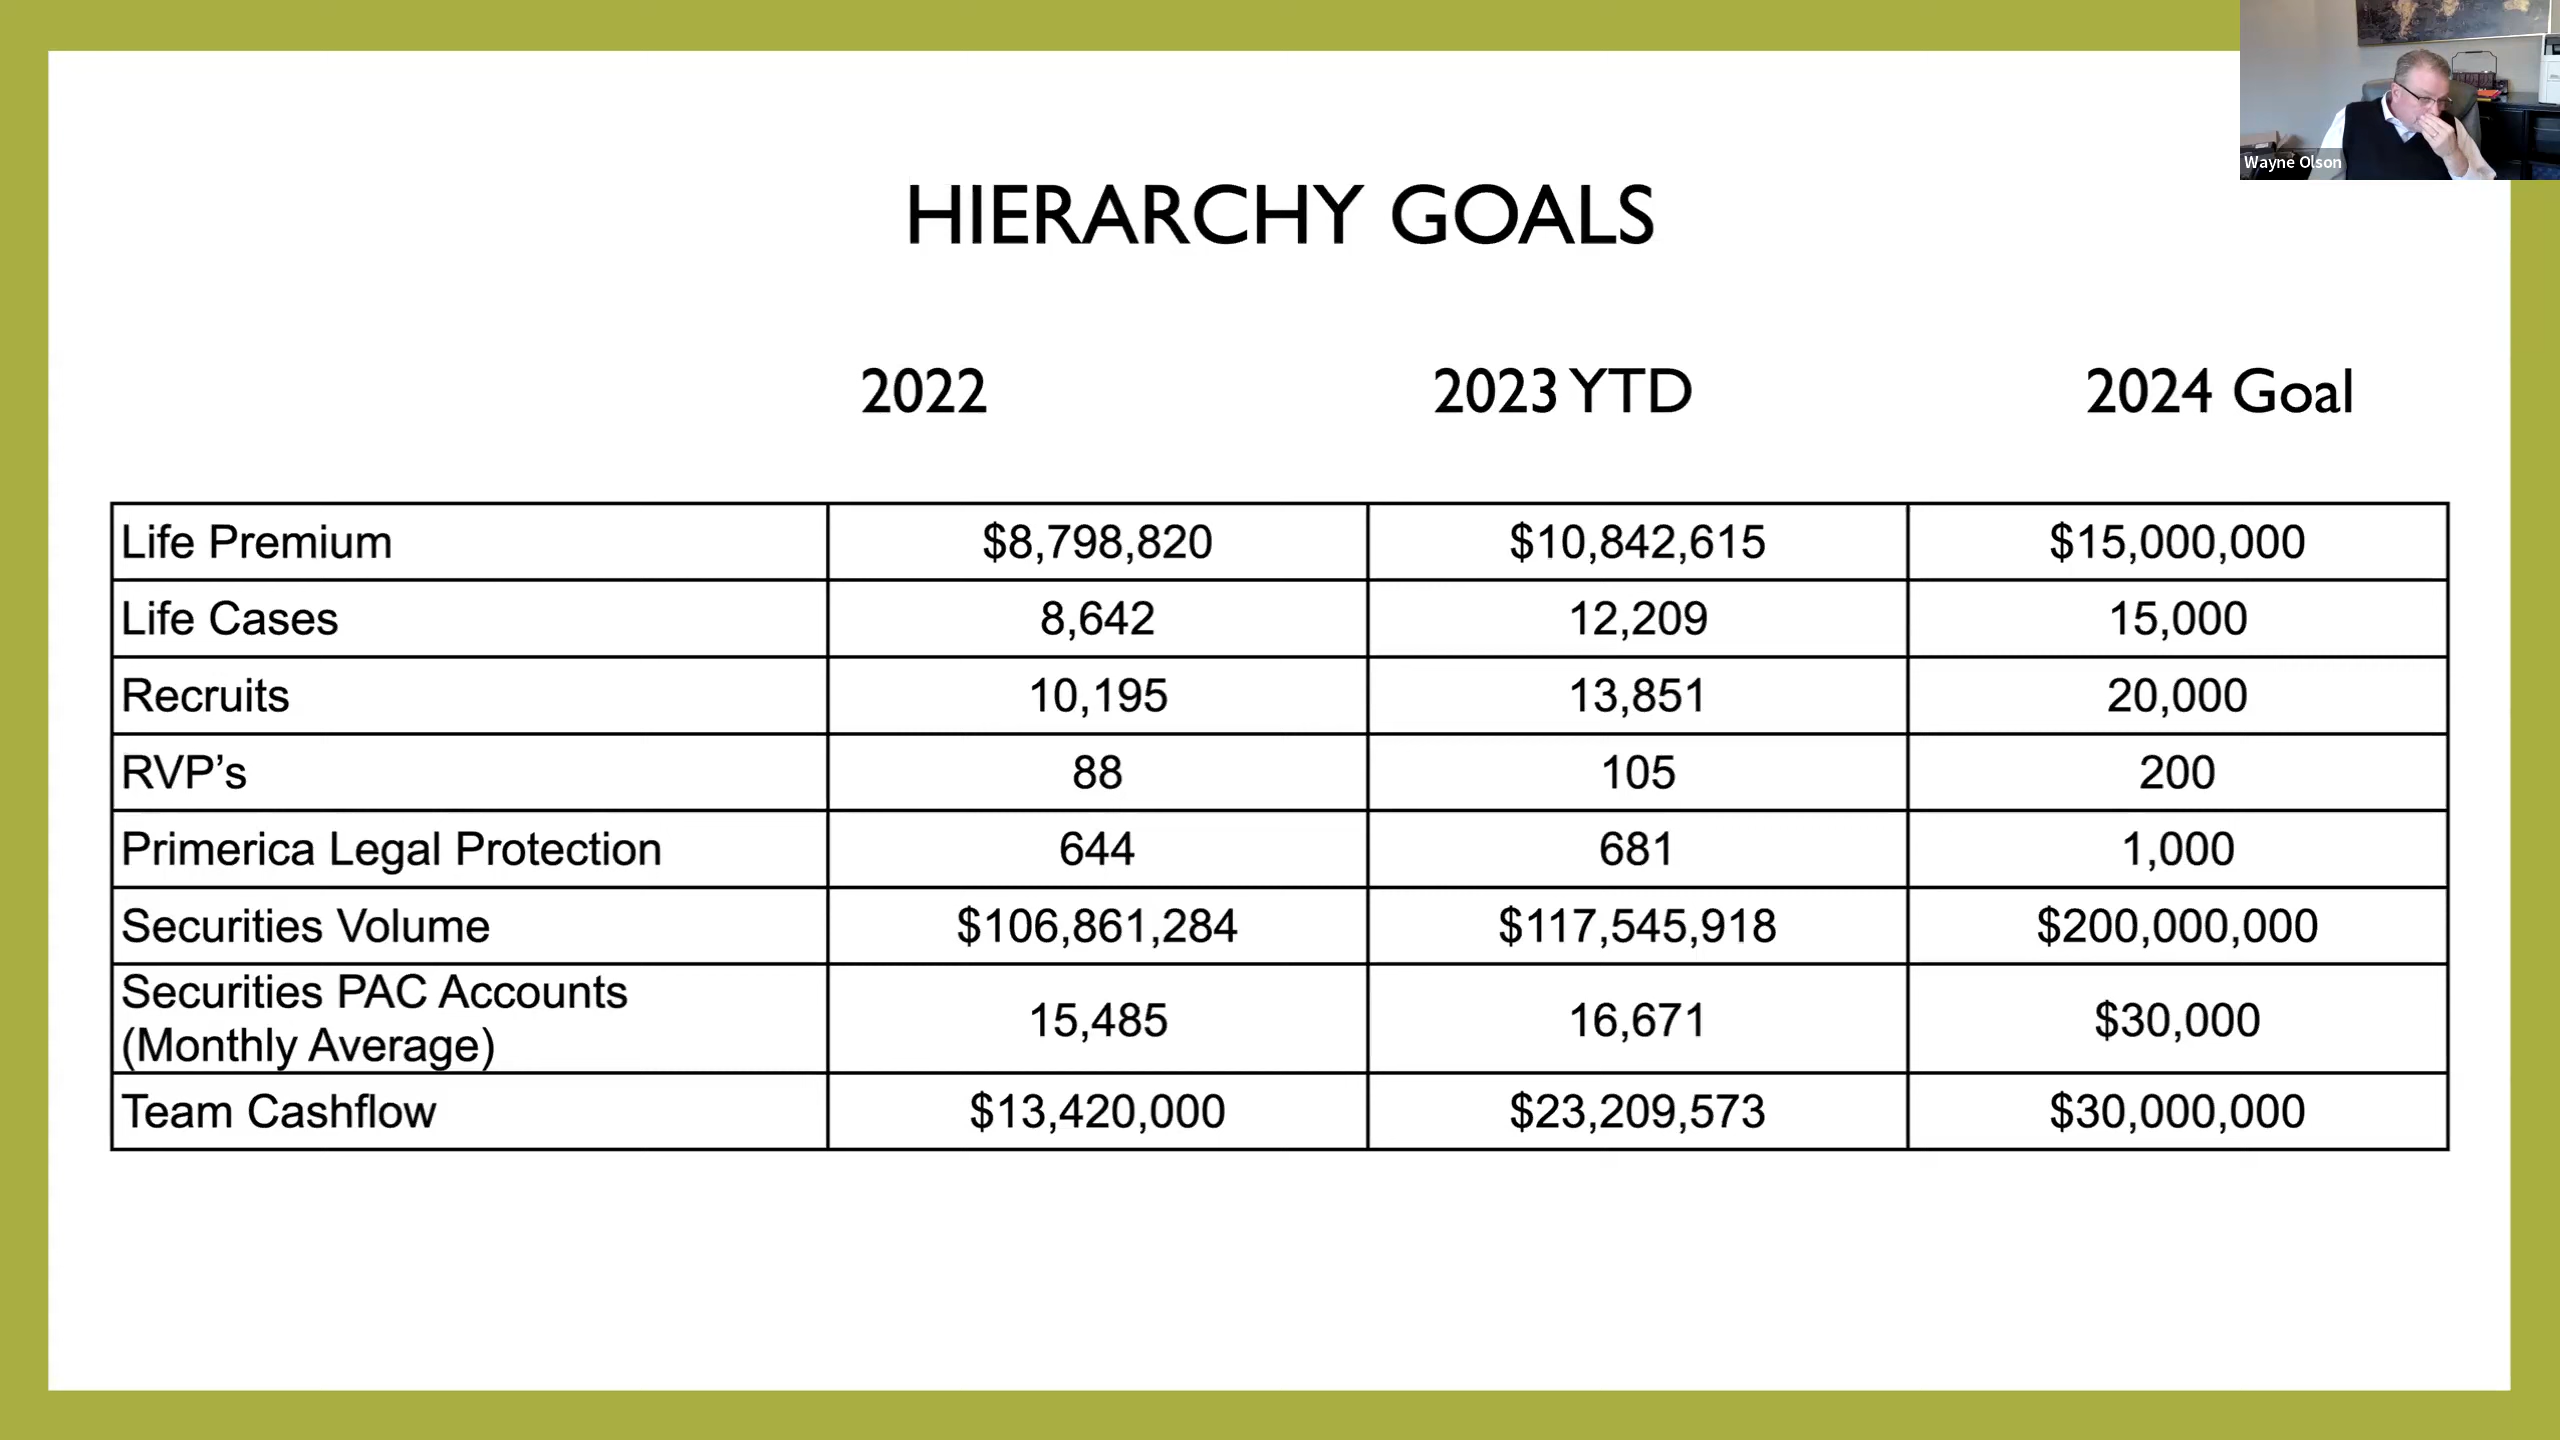 Wayne Olson
HIERARCHY GOALS
2022 2023 YTD 2024 Goal
Life Premium $8,798,820 $10,842,615 $15,000,000
Life Cases 8,642 12,209 15,000
Recruits 10,195 13,851 20,000
RVP’s 88 105 200
Primerica Legal Protection 644 681 1,000
Securities Volume $106,861,284 $117,545,918 $200,000,000
Securities PAC Accounts
(Monthly Average) 15,485 16,671 $30,000
Team Cashflow $13,420,000 $23,209,573 $30,000,000